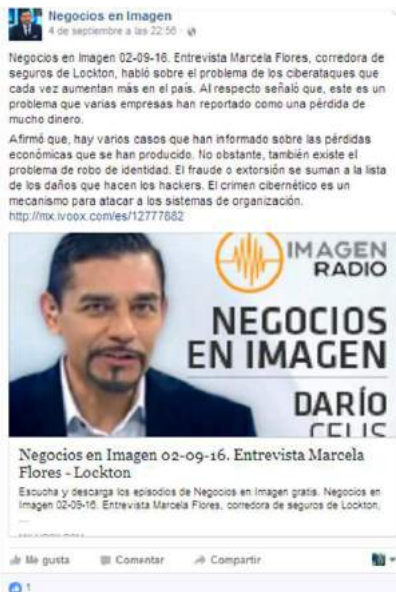 Negocios en Imagen
4 de septiembre a las 22:56 ·
Negocios en Imagen 02-09-16. Entrevista Marcela Flores, corredora de
seguros de Lockton, habló sobre el problema de los ciberataques que
cada vez aumentan más en el país. Al respecto señaló que, este es un
problema que varias empresas han reportado como una pérdida de
mucho dinero.
Afirmó que, hay varios casos que han informado sobre las pérdidas
económicas que se han producido. No obstante, también existe el
problema de robo de identidad. El fraude o extorsión se suman a la lista
de los daños que hacen los hackers. El crimen cibernético es un
mecanismo para atacar a los sistemas de organización.
http://mx.ivoox.com/es/12777682
IMAGEN
RADIO
NEGOCIOS
EN IMAGEN
DARÍO
CELIS
Negocios en Imagen 02-09-16. Entrevista Marcela
Flores - Lockton
Escucha y descarga los episodios de Negocios en Imagen gratis. Negocios en
Imagen 02-09-16. Entrevista Marcela Flores, corredora de seguros de Lockton,
...
Me gusta Comentar Compartir
1